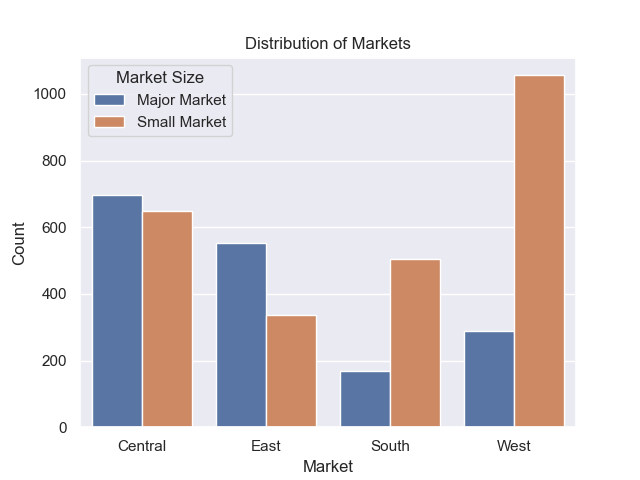 Distribution of Markets
Market Size
Major Market
Small Market
1000
800
600
400
200
0
Count
Central East South West
Market